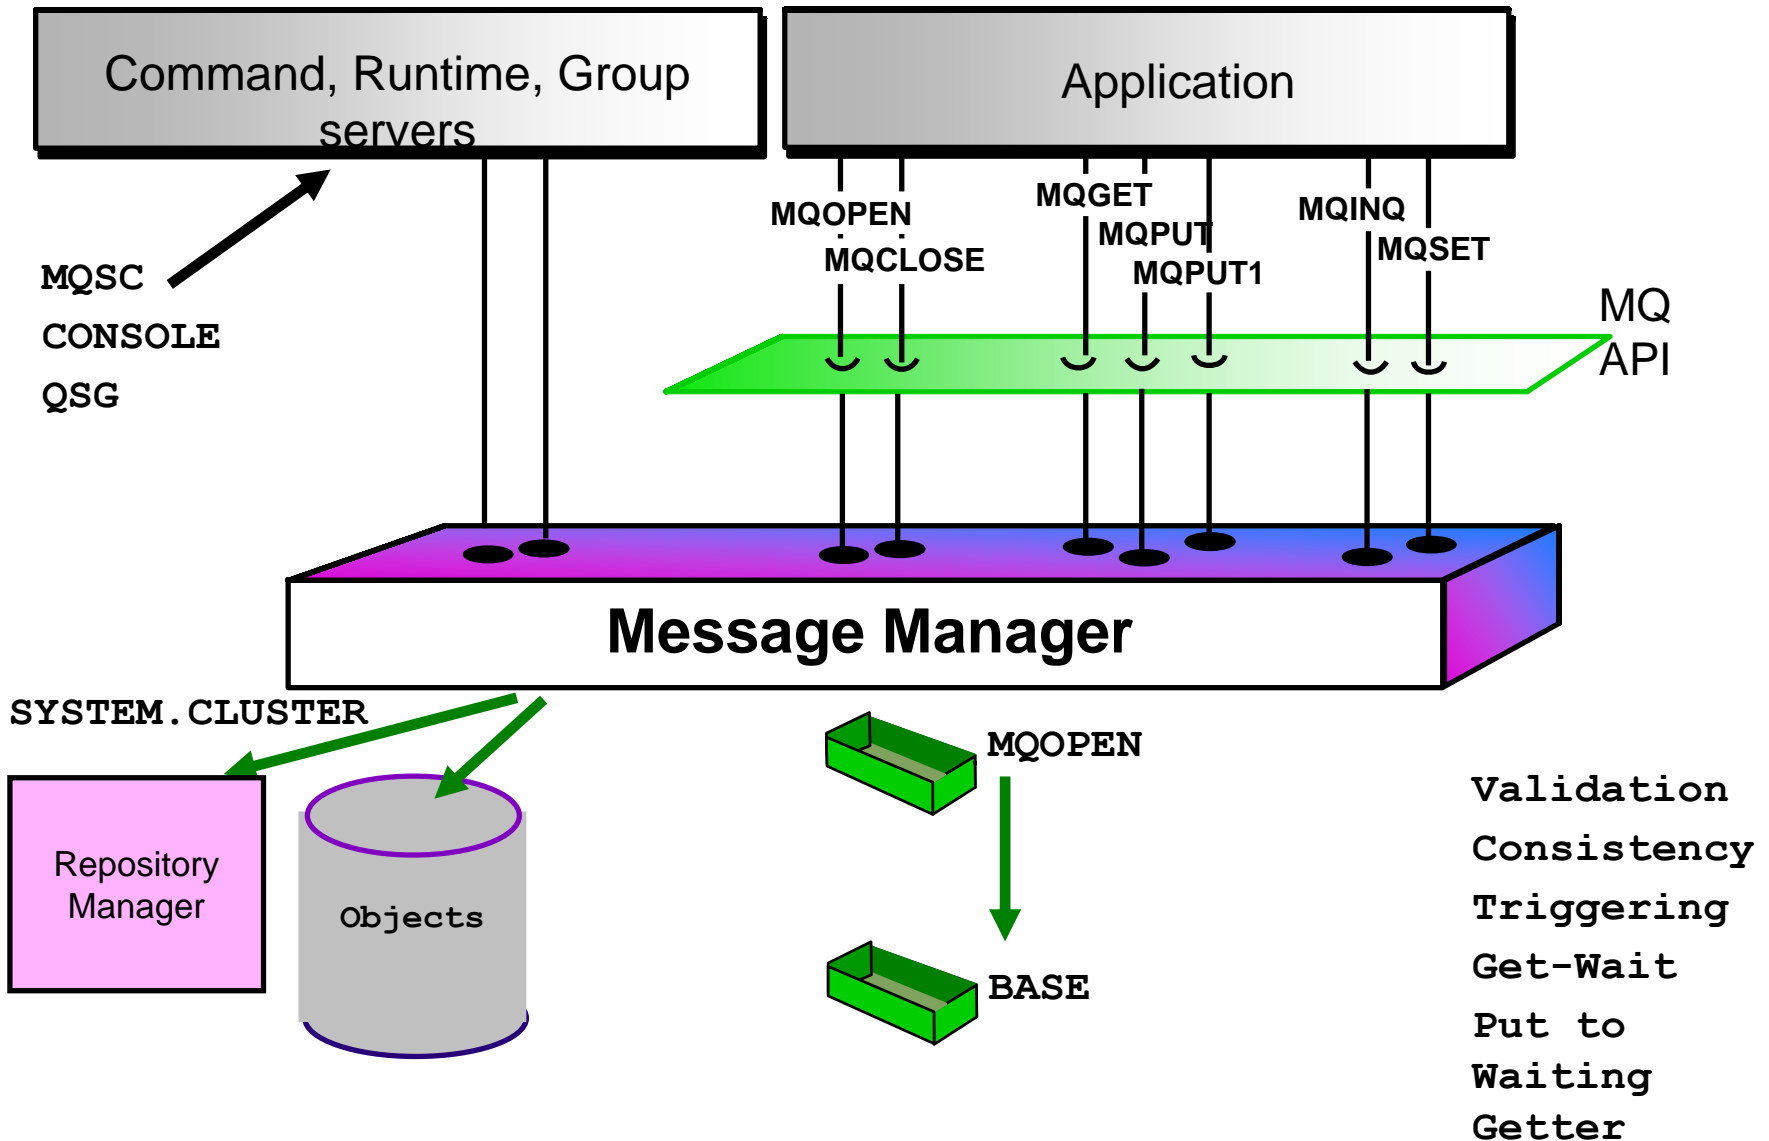 Command, Runtime, Group
servers
Application
MQOPEN
MQCLOSE
MQGET
MQPUT
MQPUT1
MQINQ
MQSET
MQSC
CONSOLE
QSG
MQ
API
Message Manager
SYSTEM.CLUSTER
Repository
Manager
Objects
MQOPEN
BASE
Validation
Consistency
Triggering
Get-Wait
Put to
Waiting
Getter